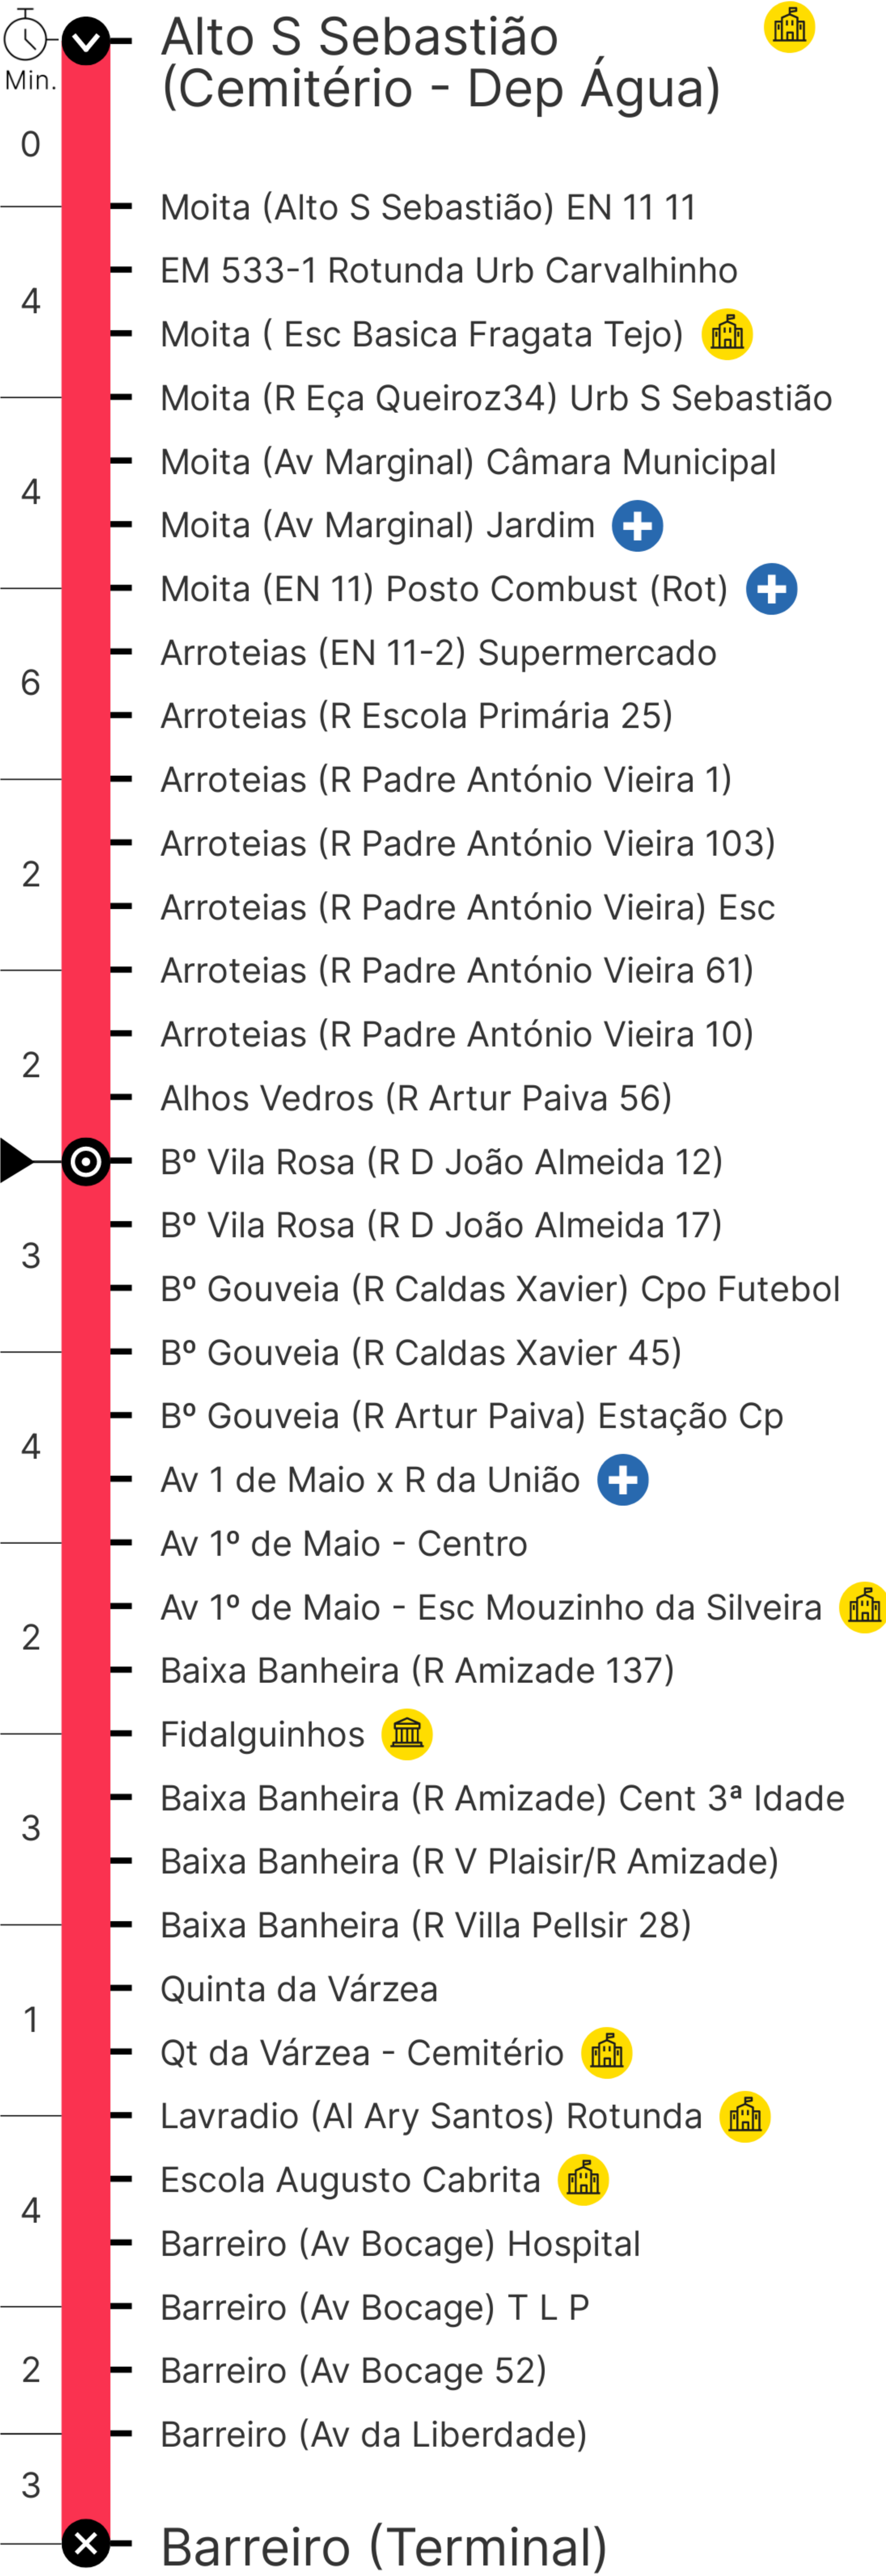 Alto S Sebastião
(Cemitério - Dep Água)
Min.
0
Moita (Alto S Sebastião) EN 11 11
EM 533-1 Rotunda Urb Carvalhinho
4
Moita ( Esc Basica Fragata Tejo)
Moita (R Eça Queiroz34) Urb S Sebastião
Moita (Av Marginal) Câmara Municipal
4
Moita (Av Marginal) Jardim
Moita (EN 11) Posto Combust (Rot)
Arroteias (EN 11-2) Supermercado
6
Arroteias (R Escola Primária 25)
Arroteias (R Padre António Vieira 1)
Arroteias (R Padre António Vieira 103)
2
Arroteias (R Padre António Vieira) Esc
Arroteias (R Padre António Vieira 61)
Arroteias (R Padre António Vieira 10)
2
Alhos Vedros (R Artur Paiva 56)
Bº Vila Rosa (R D João Almeida 12)
Bº Vila Rosa (R D João Almeida 17)
3
Bº Gouveia (R Caldas Xavier) Cpo Futebol
Bº Gouveia (R Caldas Xavier 45)
Bº Gouveia (R Artur Paiva) Estação Cp
4
Av 1 de Maio x R da União
Av 1º de Maio - Centro
Av 1º de Maio - Esc Mouzinho da Silveira
2
Baixa Banheira (R Amizade 137)
Fidalguinhos
Baixa Banheira (R Amizade) Cent 3ª Idade
3
Baixa Banheira (R V Plaisir/R Amizade)
Baixa Banheira (R Villa Pellsir 28)
Quinta da Várzea
1
Qt da Várzea - Cemitério
Lavradio (Al Ary Santos) Rotunda
Escola Augusto Cabrita
4
Barreiro (Av Bocage) Hospital
Barreiro (Av Bocage) T L P
2
Barreiro (Av Bocage 52)
Barreiro (Av da Liberdade)
3
Barreiro (Terminal)